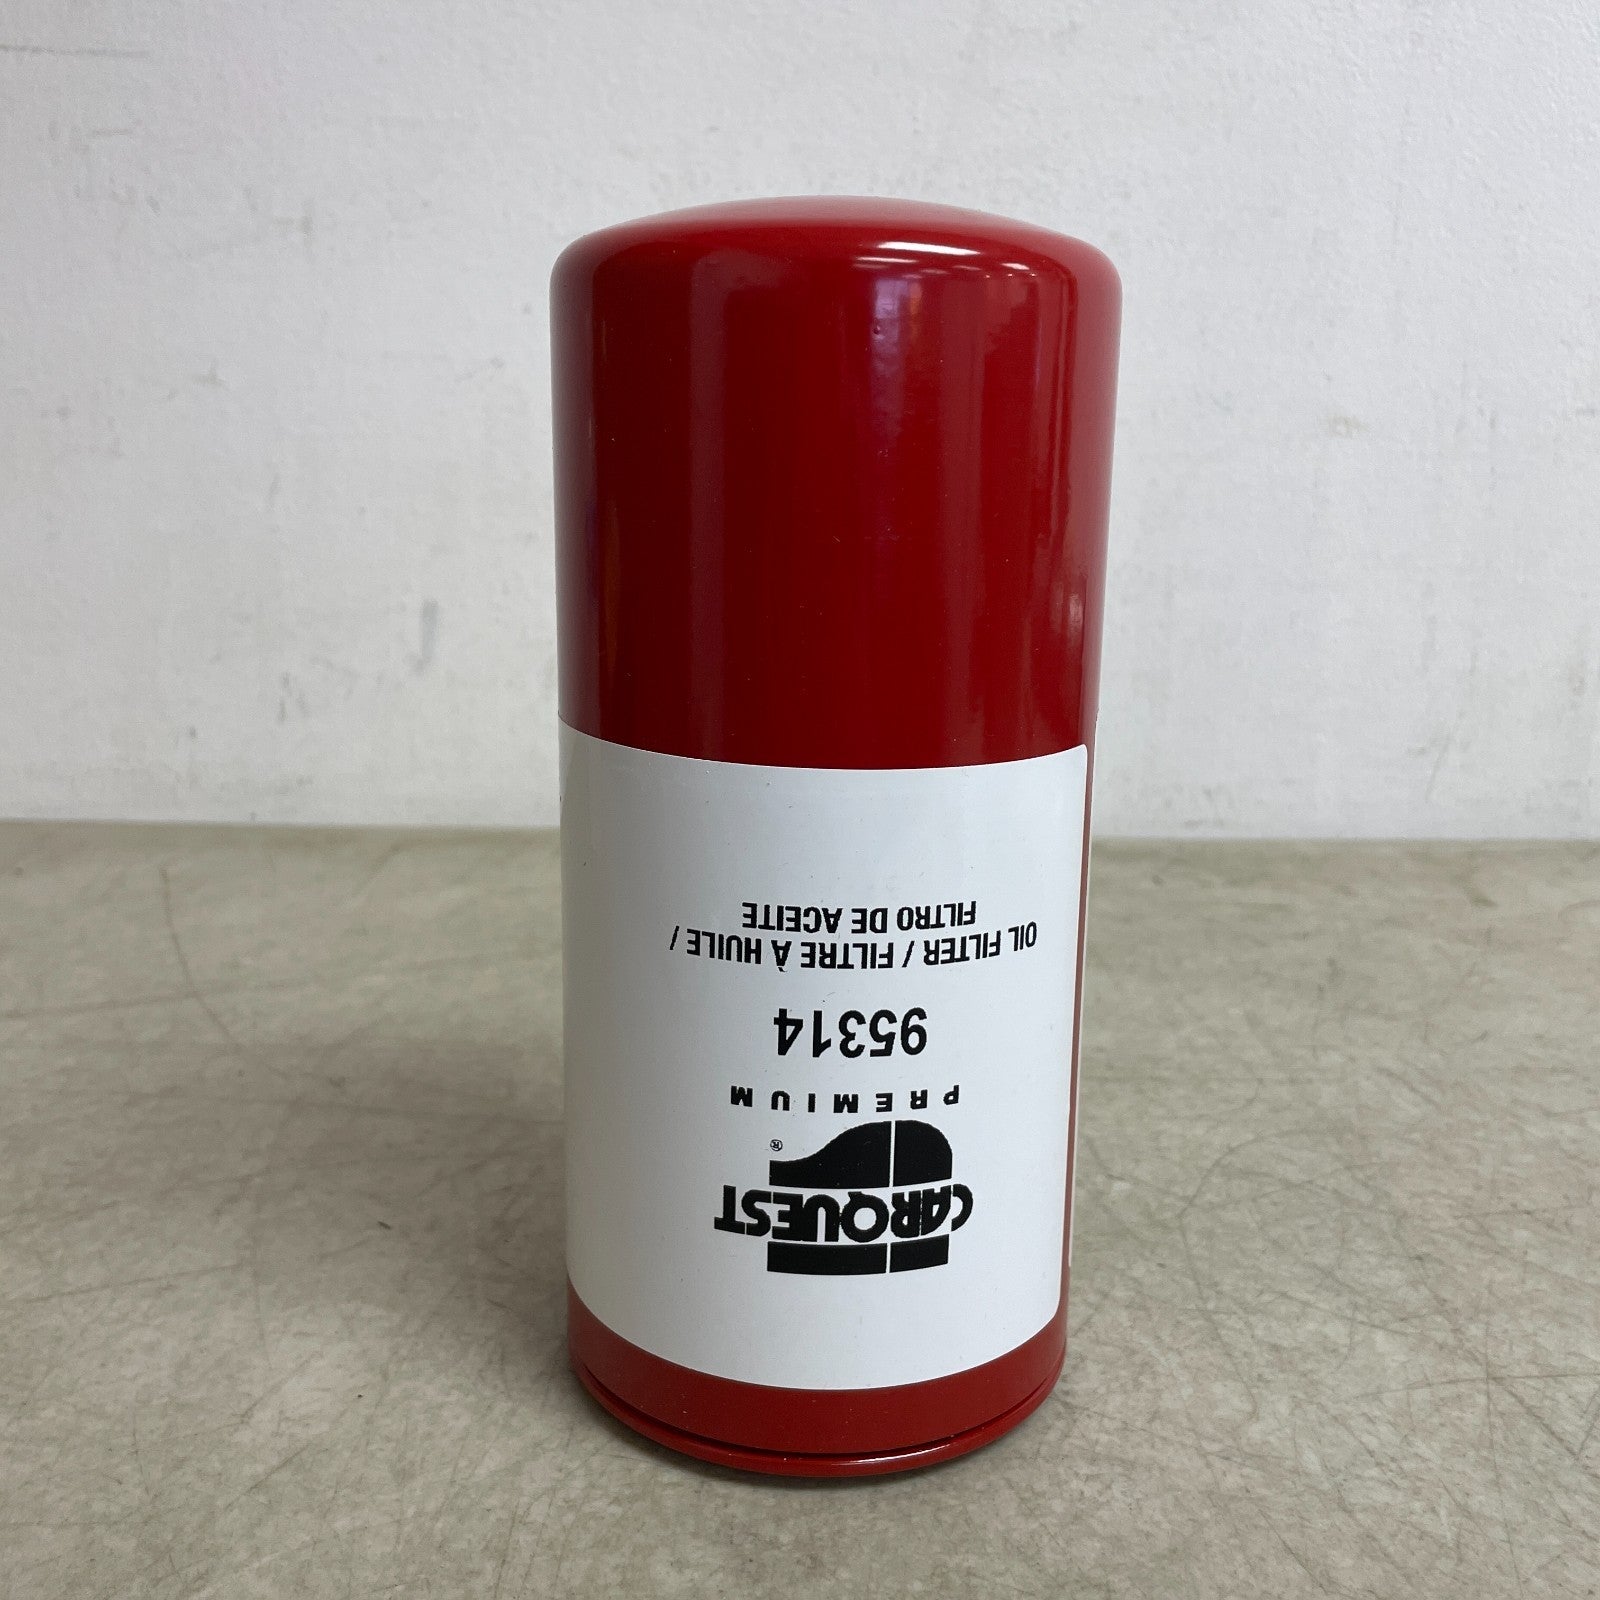 CARQUEST
®
PREMIUM
95314
OIL FILTER / FILTRE À HUILE /
FILTRO DE ACEITE